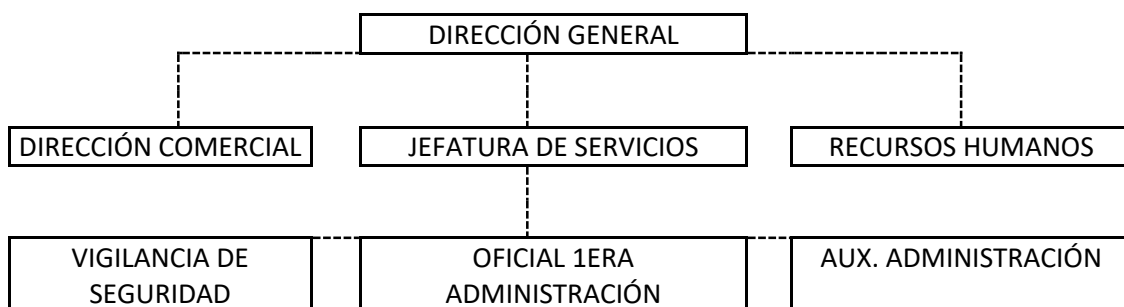 DIRECCIÓN GENERAL
DIRECCIÓN COMERCIAL
JEFATURA DE SERVICIOS
RECURSOS HUMANOS
VIGILANCIA DE
SEGURIDAD
OFICIAL 1ERA
ADMINISTRACIÓN
AUX. ADMINISTRACIÓN